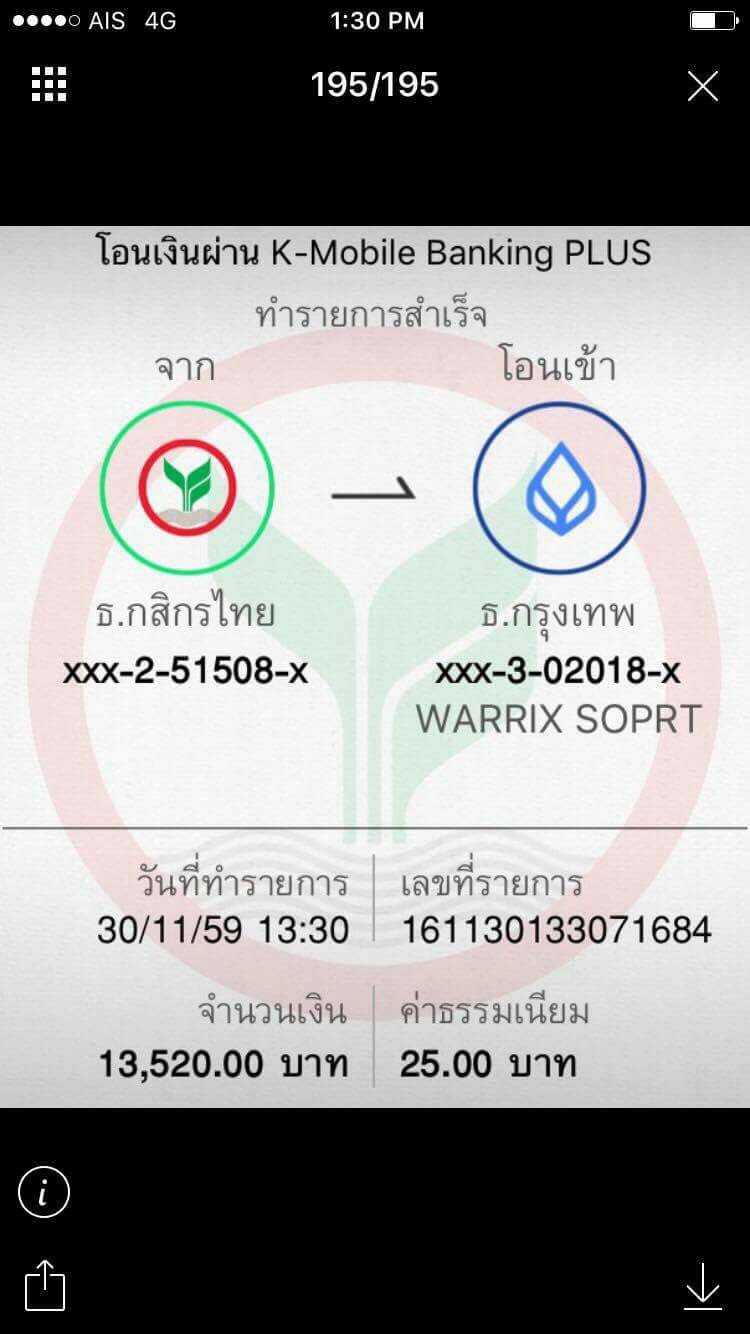 AIS 4G 1:30 PM
195/195
โอนเงินผ่าน K-Mobile Banking PLUS
ทำรายการสำเร็จ
จาก โอนเข้า
ธ.กสิกรไทย ธ.กรุงเทพ
xxx-2-51508-x xxx-3-02018-x
WARRIX SOPRT
วันที่ทำรายการ เลขที่รายการ
30/11/59 13:30 161130133071684
จำนวนเงิน ค่าธรรมเนียม
13,520.00 บาท 25.00 บาท
i